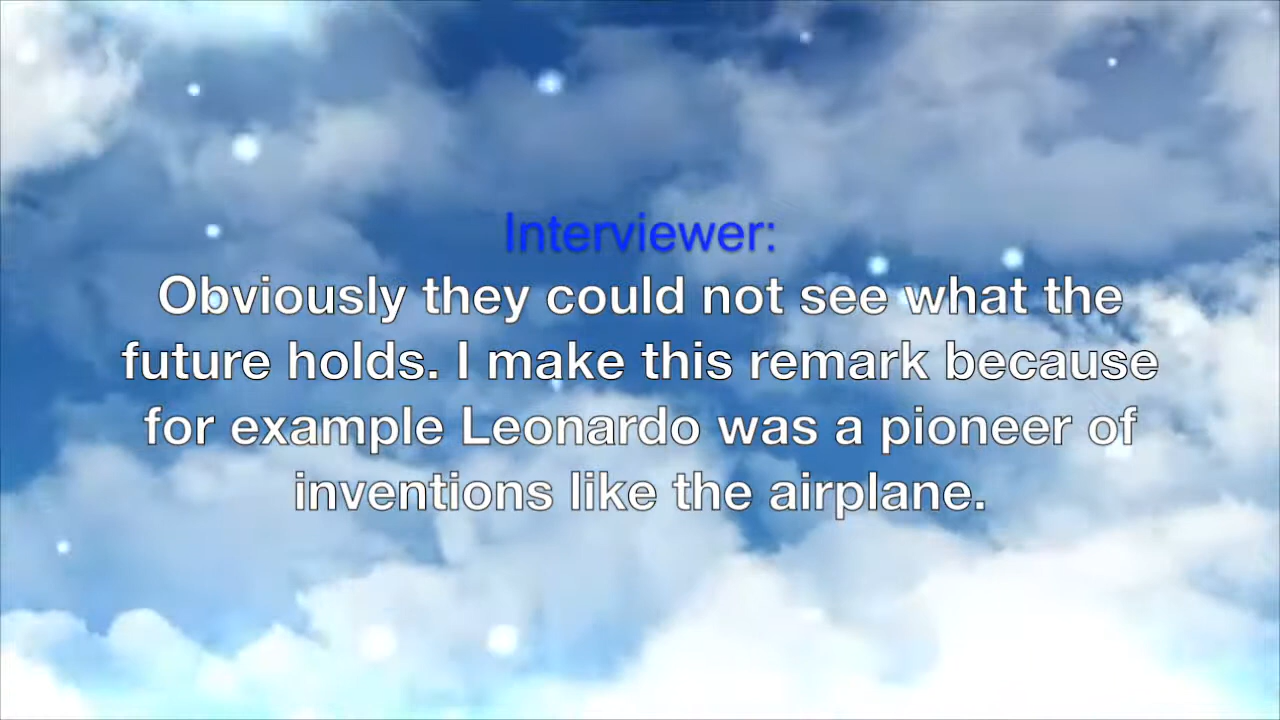 Interviewer:
Obviously they could not see what the
future holds. I make this remark because
for example Leonardo was a pioneer of
inventions like the airplane.